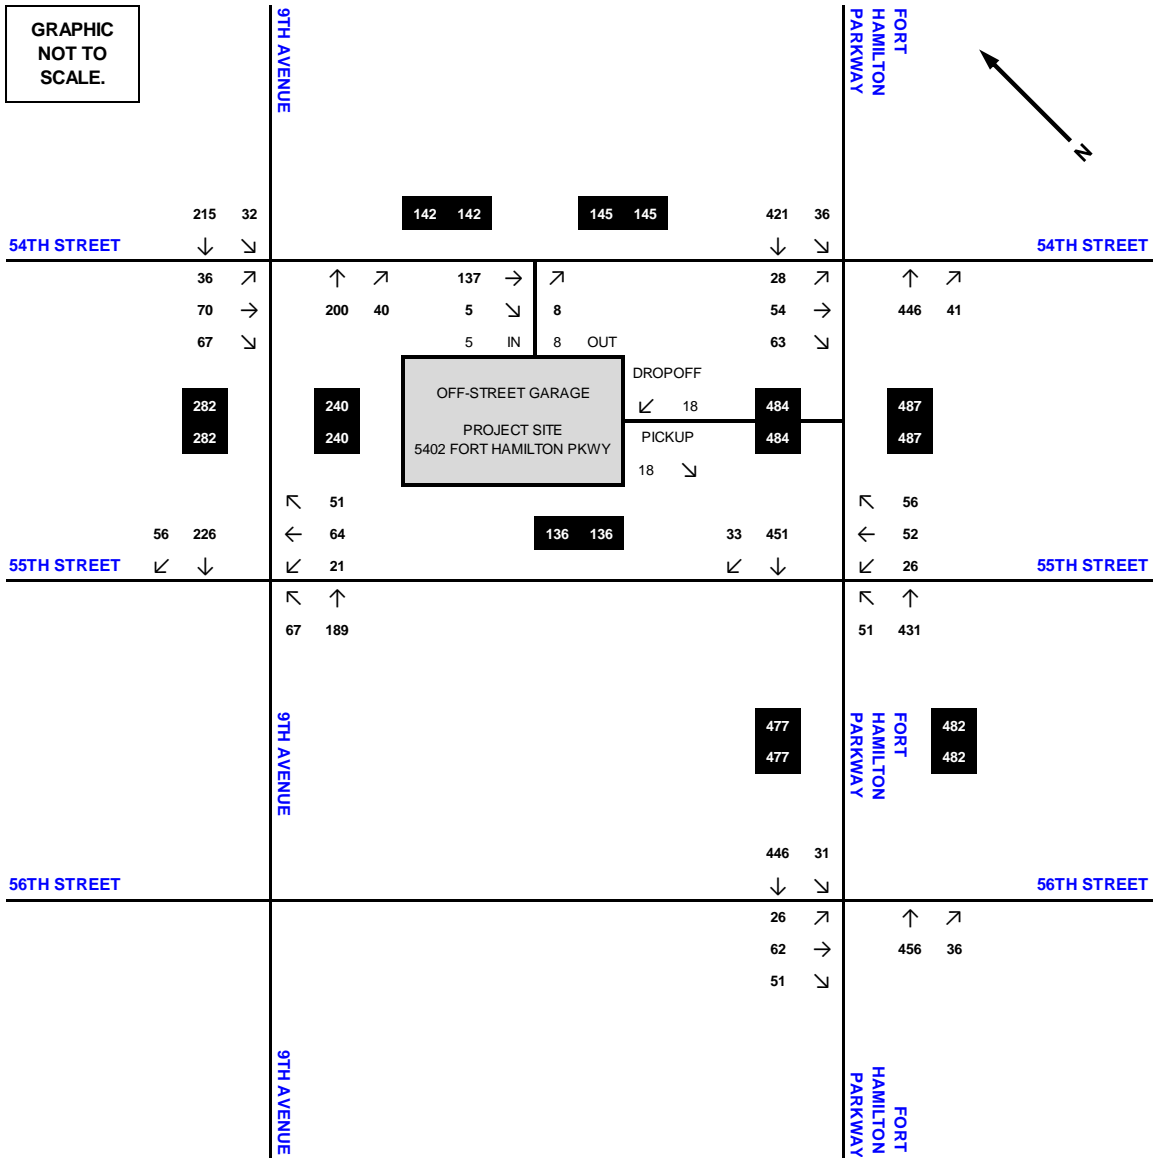 GRAPHIC
NOT TO
SCALE.
9TH AVENUE
FORT
HAMILTON
PARKWAY
N
215 32 142 142 145 145 421 36
54TH STREET ↓ ↘ ↓ ↘ 54TH STREET
36 ↗ ↑ ↗ 137 → ↗ 28 ↗ ↑ ↗
70 → 200 40 5 ↘ 8 54 → 446 41
67 ↘ 5 IN 8 OUT 63 ↘
DROPOFF
OFF-STREET GARAGE
282 240 ↙ 18 484 487
PROJECT SITE
282 240 PICKUP 484 487
5402 FORT HAMILTON PKWY
18 ↘
↖ 51 ↖ 56
56 226 ← 64 136 136 33 451 ← 52
55TH STREET ↙ ↓ ↙ 21 ↙ ↓ ↙ 26 55TH STREET
↖ ↑ ↖ ↑
67 189 51 431
9TH AVENUE
FORT
HAMILTON
PARKWAY
477 482
477 482
446 31
56TH STREET ↓ ↘ 56TH STREET
26 ↗ ↑ ↗
62 → 456 36
51 ↘
9TH AVENUE
FORT
HAMILTON
PARKWAY